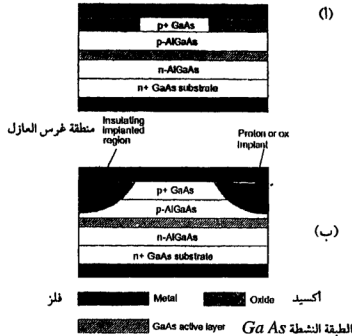 (أ)
p+ GaAs
p-AlGaAs
n-AlGaAs
n+ GaAs substrate
منطقة غرس العازل
Insulating
implanted
region
Proton or ox
implant
(ب)
p+ GaAs
p-AlGaAs
n-AlGaAs
n+ GaAs substrate
فلز
Metal
Oxide
أكسيد
GaAs active layer
الطبقة النشطة Ga As